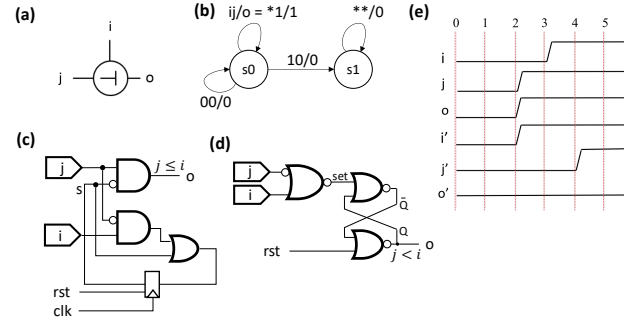 (a)
i
j
o
(b)
ij/o = *1/1
**/0
s0
10/0
s1
00/0
(c)
j
j ≤ i
o
s
i
rst
clk
(d)
j
i
set
Q̄
Q
rst
o
j < i
(e)
0 1 2 3 4 5
i
j
o
i'
j'
o'